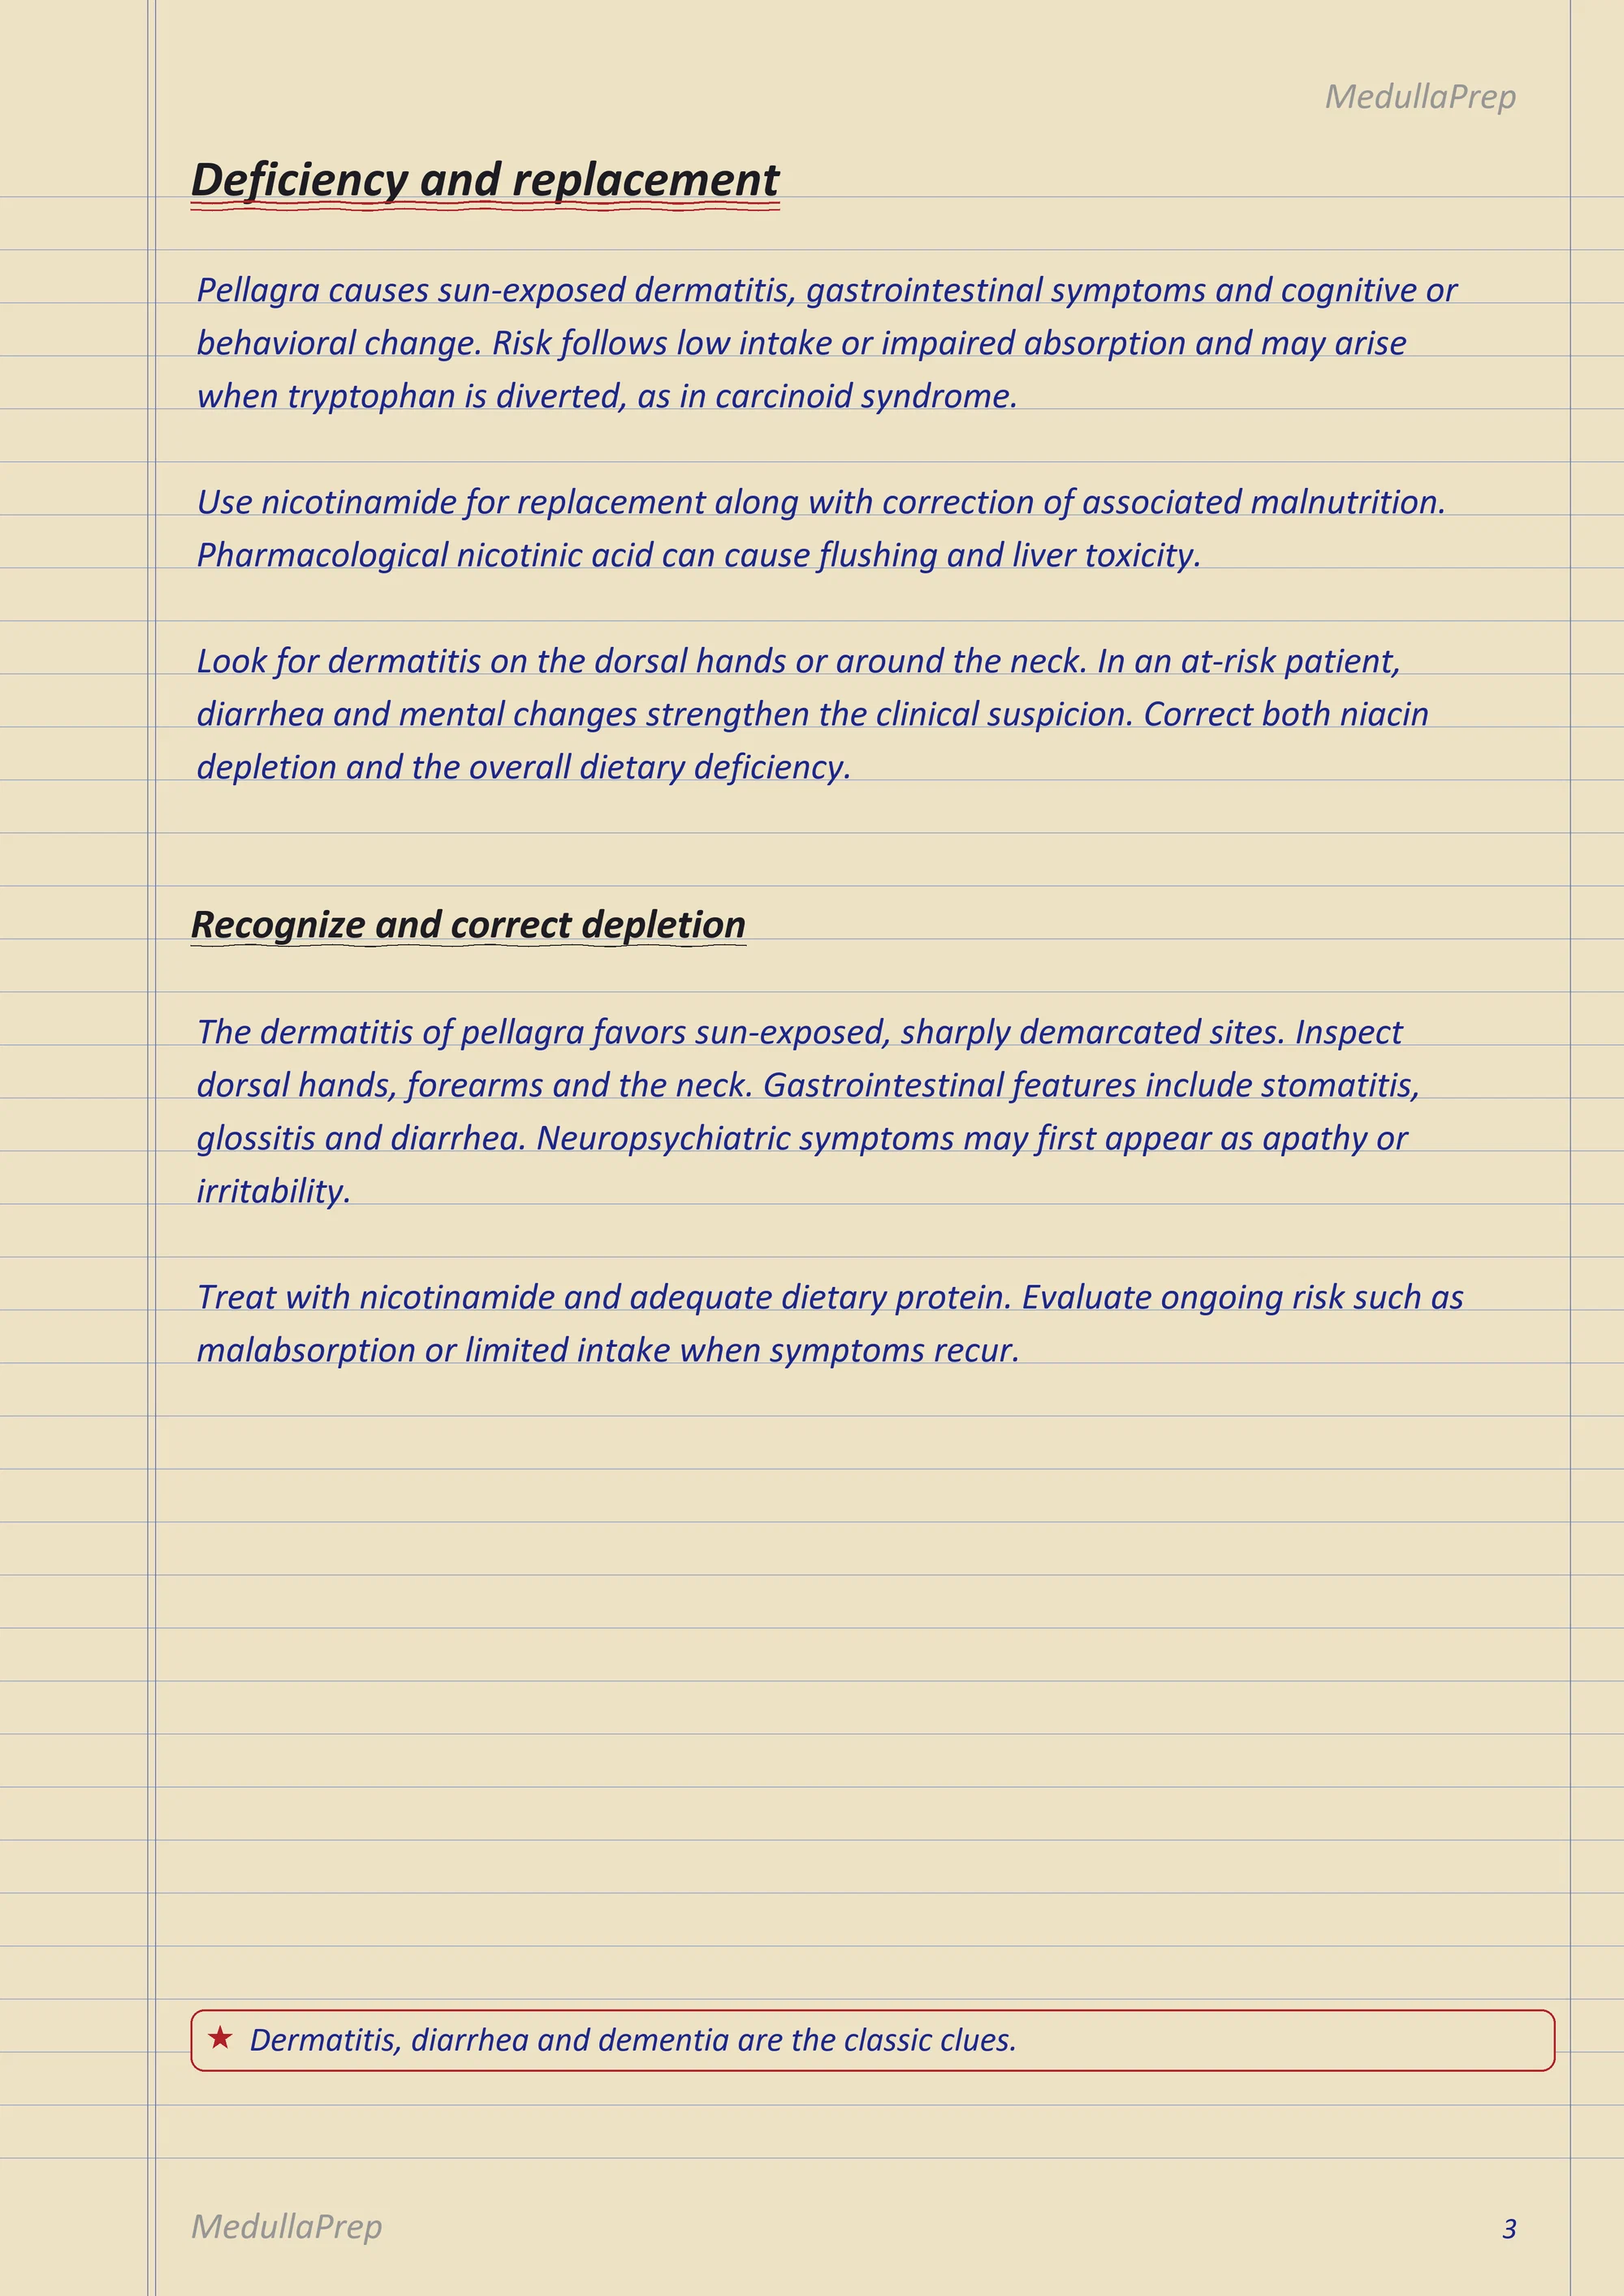 MedullaPrep
Deficiency and replacement
Pellagra causes sun-exposed dermatitis, gastrointestinal symptoms and cognitive or
behavioral change. Risk follows low intake or impaired absorption and may arise
when tryptophan is diverted, as in carcinoid syndrome.
Use nicotinamide for replacement along with correction of associated malnutrition.
Pharmacological nicotinic acid can cause flushing and liver toxicity.
Look for dermatitis on the dorsal hands or around the neck. In an at-risk patient,
diarrhea and mental changes strengthen the clinical suspicion. Correct both niacin
depletion and the overall dietary deficiency.
Recognize and correct depletion
The dermatitis of pellagra favors sun-exposed, sharply demarcated sites. Inspect
dorsal hands, forearms and the neck. Gastrointestinal features include stomatitis,
glossitis and diarrhea. Neuropsychiatric symptoms may first appear as apathy or
irritability.
Treat with nicotinamide and adequate dietary protein. Evaluate ongoing risk such as
malabsorption or limited intake when symptoms recur.
★ Dermatitis, diarrhea and dementia are the classic clues.
MedullaPrep
3